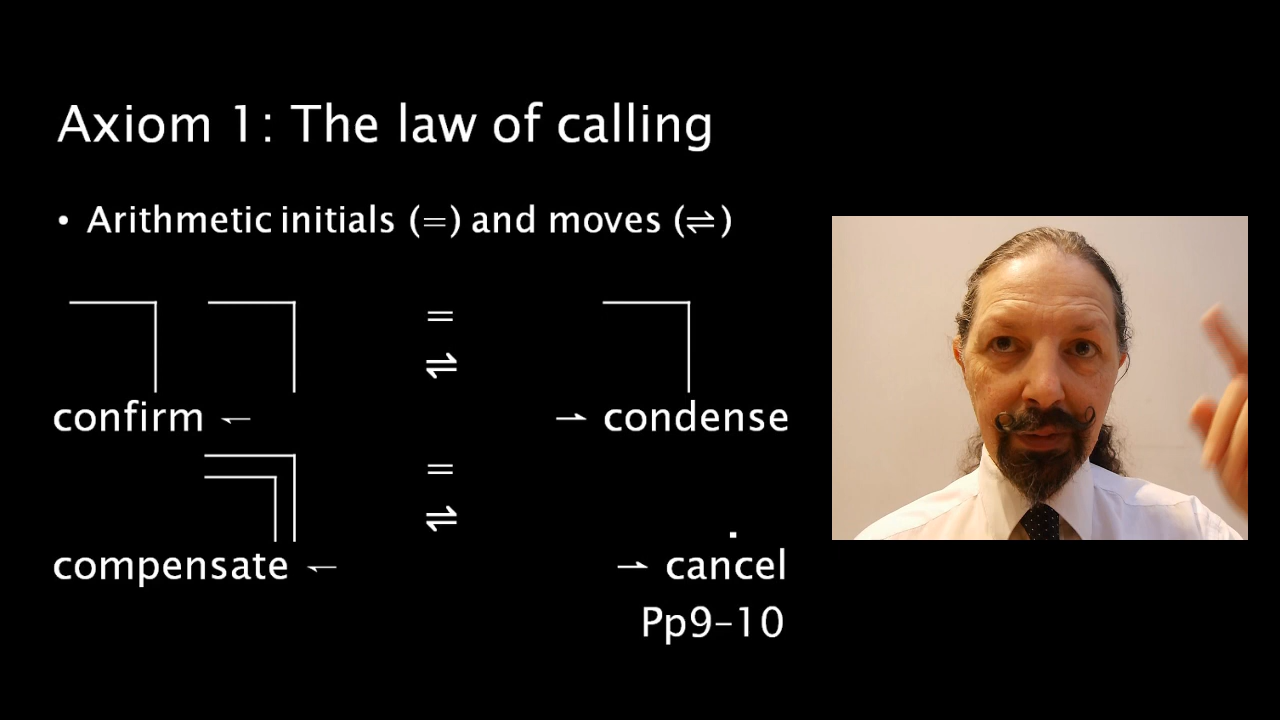 Axiom 1: The law of calling
• Arithmetic initials (=) and moves (⇌)
=
⇌
confirm ↼ ⇀ condense
=
⇌
compensate ↼ ⇀ cancel
Pp9–10